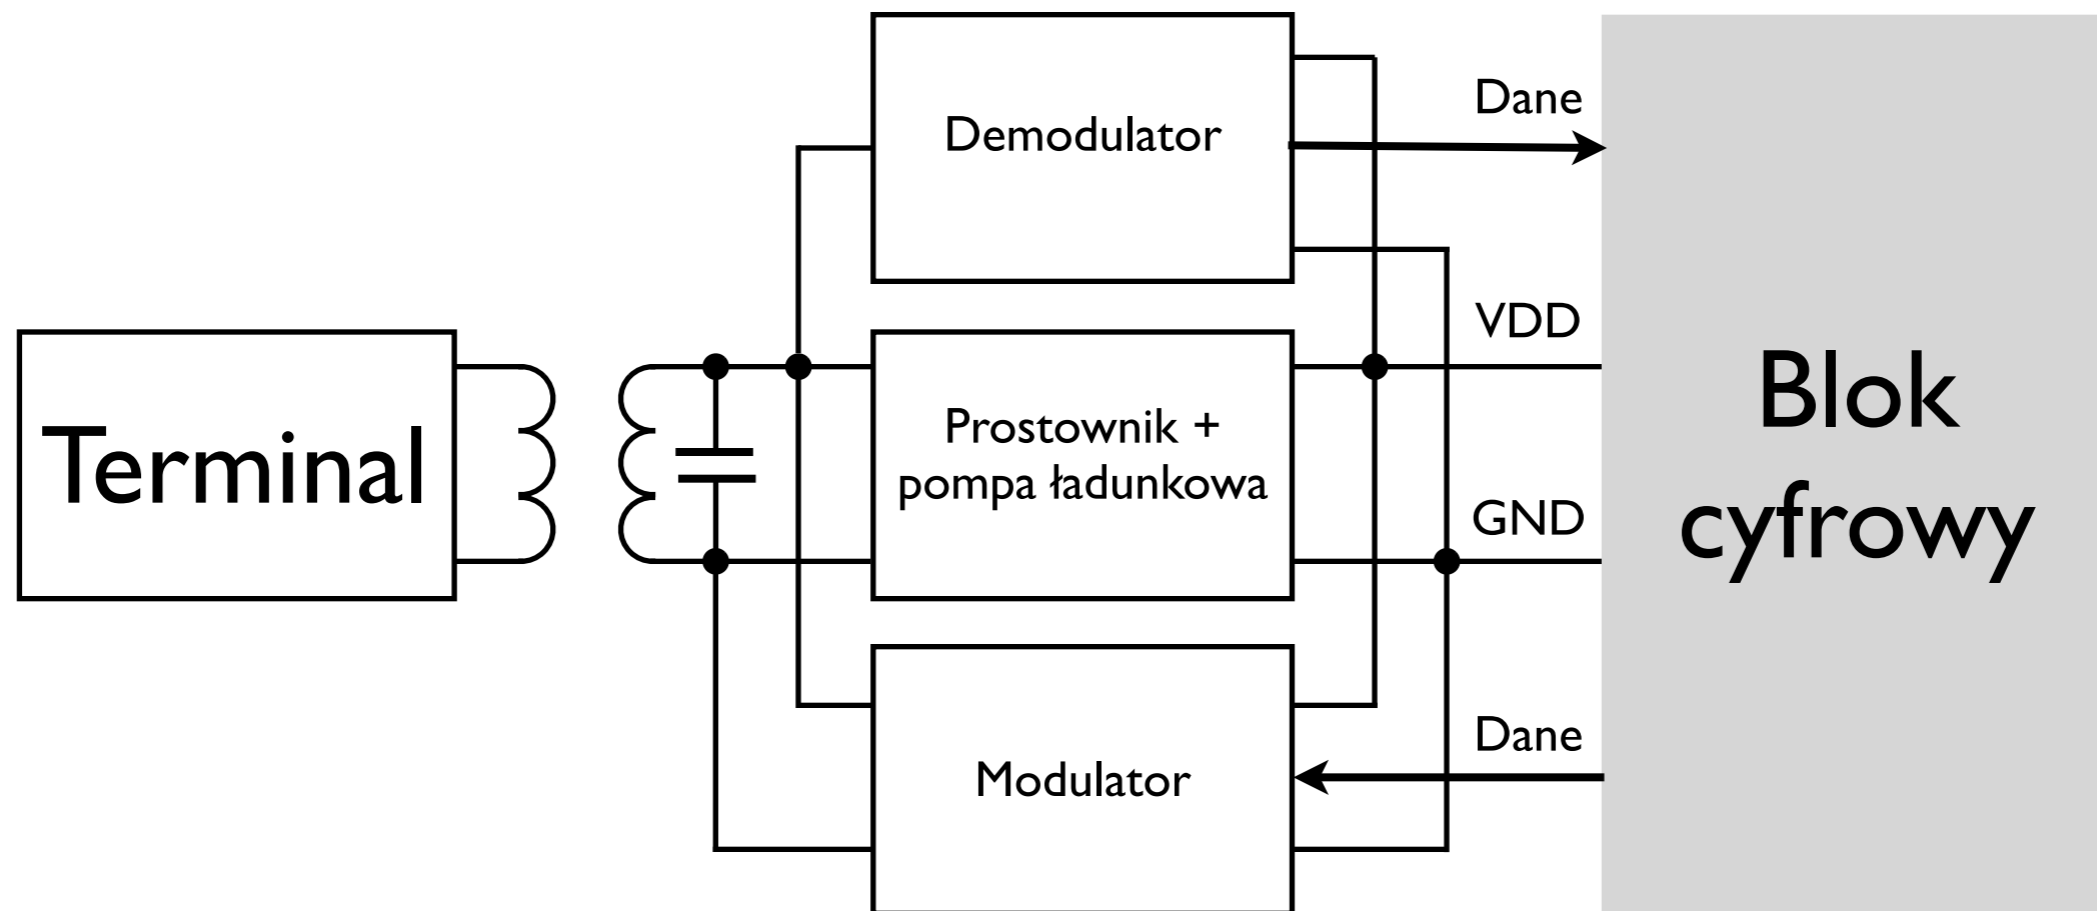 Demodulator
Dane
VDD
Terminal
Prostownik +
pompa ładunkowa
Blok
cyfrowy
GND
Dane
Modulator